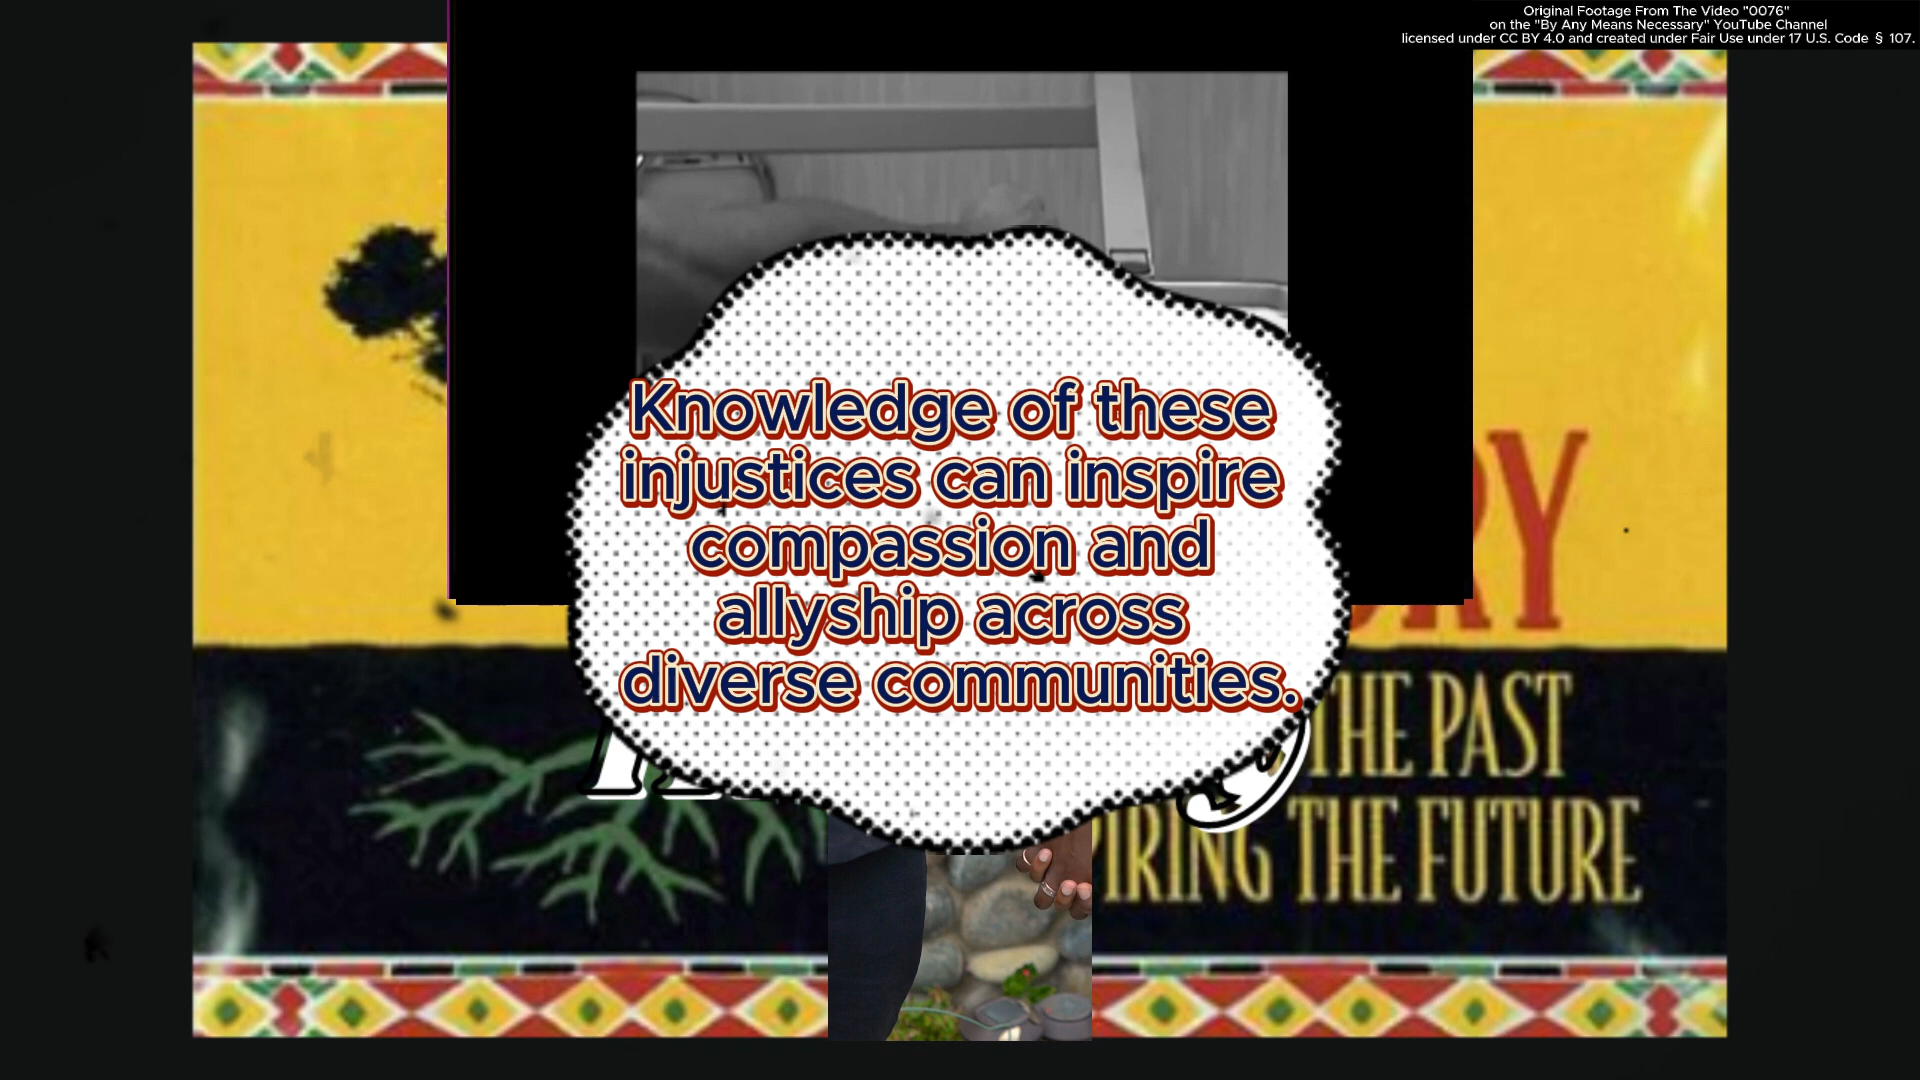 Original Footage From The Video "0076"
on the "By Any Means Necessary" YouTube Channel
licensed under CC BY 4.0 and created under Fair Use under 17 U.S. Code § 107.
Knowledge of these
injustices can inspire
compassion and
allyship across
diverse communities.
THE PAST
THE FUTURE